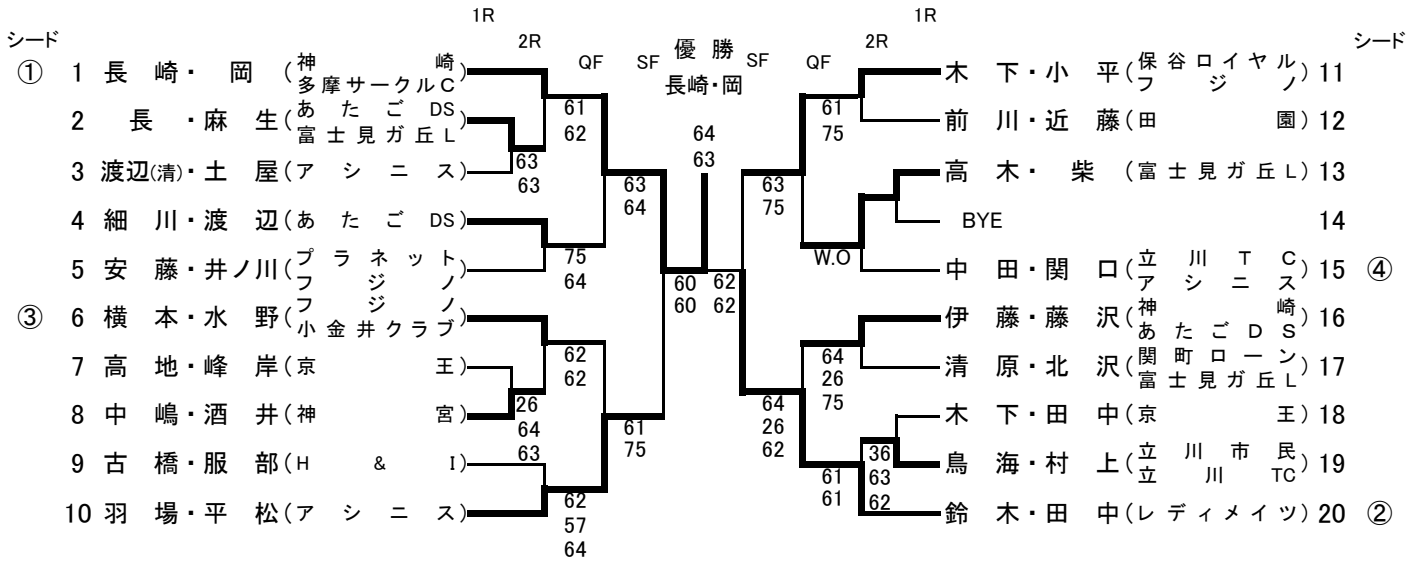 1R 1R
シード 2R 優勝 2R シード
QF SF SF QF
① 1 長崎・岡 (神崎 多摩サークルC)
長崎・岡
木下・小平 (保谷ロイヤル フジノ) 11
61
62
61
75
2 長・麻生 (あたごDS 富士見ガ丘L)
前川・近藤 (田園) 12
64
63
63
63
3 渡辺(清)・土屋 (アシニス)
高木・柴 (富士見ガ丘L) 13
63
64
63
75
4 細川・渡辺 (あたごDS)
BYE 14
75
64
W.O
5 安藤・井ノ川 (プラネット フジノ)
中田・関口 (立川TC アシニス) 15 ④
60
60
62
62
③ 6 横本・水野 (フジノ 小金井クラブ)
伊藤・藤沢 (神崎 あたごDS) 16
62
62
64
26
75
7 高地・峰岸 (京王)
清原・北沢 (関町ローン 富士見ガ丘L) 17
26
64
63
8 中嶋・酒井 (神宮)
木下・田中 (京王) 18
61
75
64
26
62
9 古橋・服部 (H&I)
鳥海・村上 (立川市民 立川TC) 19
36
63
62
62
57
64
61
61
10 羽場・平松 (アシニス)
鈴木・田中 (レディメイツ) 20 ②